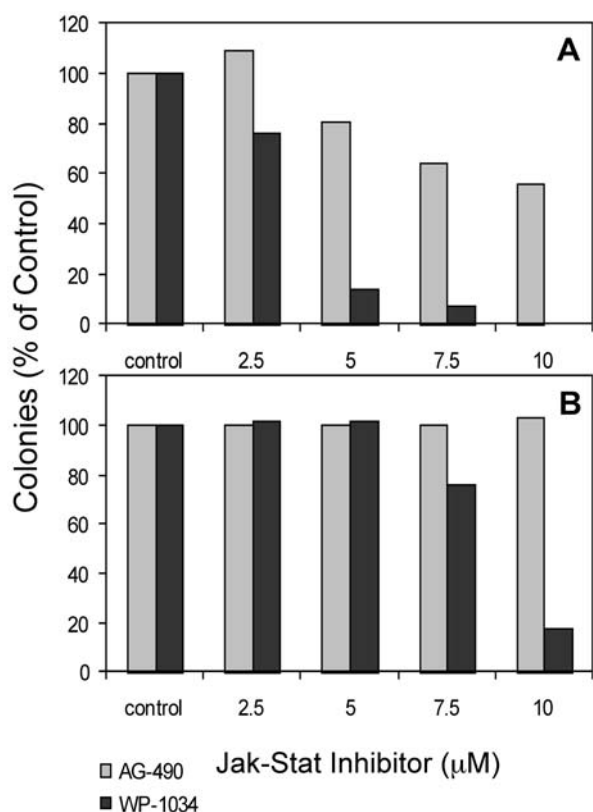 Colonies (% of Control)
120
100
80
60
40
20
0
A
control 2.5 5 7.5 10
120
100
80
60
40
20
0
B
control 2.5 5 7.5 10
Jak-Stat Inhibitor (μM)
AG-490
WP-1034